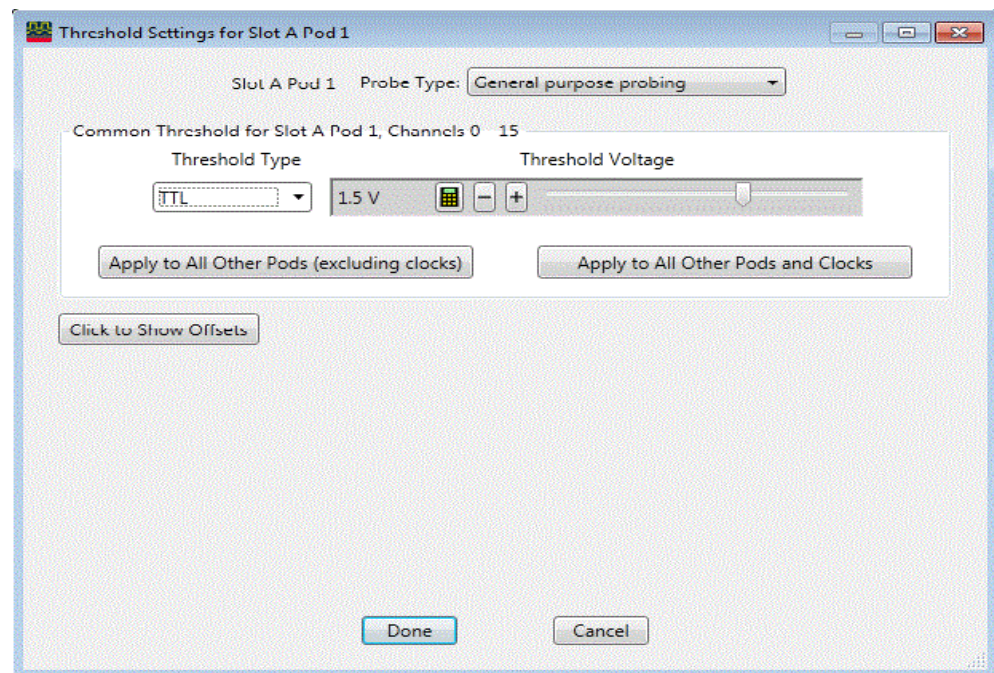 Threshold Settings for Slot A Pod 1
Slot A Pod 1 Probe Type: General purpose probing
Common Threshold for Slot A Pod 1, Channels 0 15
Threshold Type Threshold Voltage
TTL 1.5 V − +
Apply to All Other Pods (excluding clocks) Apply to All Other Pods and Clocks
Click to Show Offsets
Done Cancel